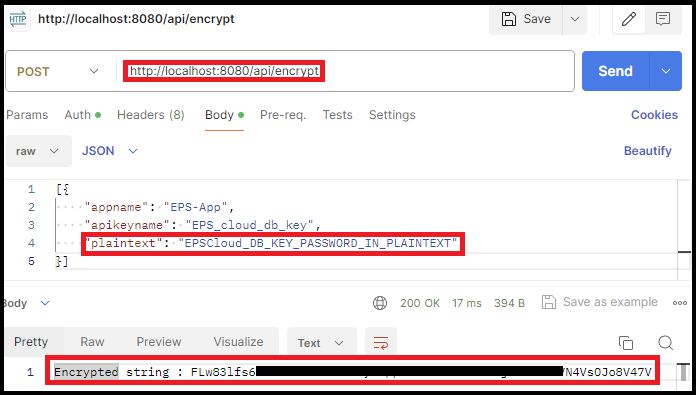 HTTP http://localhost:8080/api/encrypt Save
POST http://localhost:8080/api/encrypt Send
Params Auth Headers (8) Body Pre-req. Tests Settings Cookies
raw JSON Beautify
1 [{
2 "appname": "EPS-App",
3 "apikeyname": "EPS_cloud_db_key",
4 "plaintext": "EPSCloud_DB_KEY_PASSWORD_IN_PLAINTEXT"
5 }]
Body 200 OK 17 ms 394 B Save as example
Pretty Raw Preview Visualize Text
1 Encrypted string : FLw83lfs6 N4VsOJo8V47V